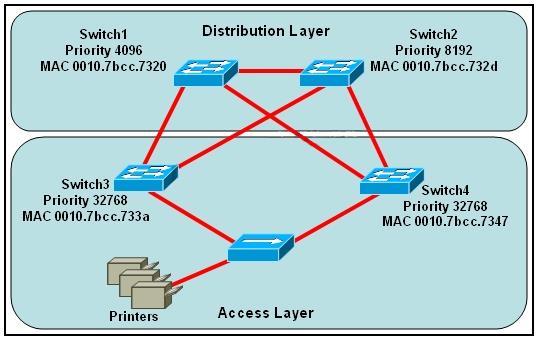 Distribution Layer
Switch1
Priority 4096
MAC 0010.7bcc.7320
Switch2
Priority 8192
MAC 0010.7bcc.732d
Switch3
Priority 32768
MAC 0010.7bcc.733a
Switch4
Priority 32768
MAC 0010.7bcc.7347
Printers
Access Layer